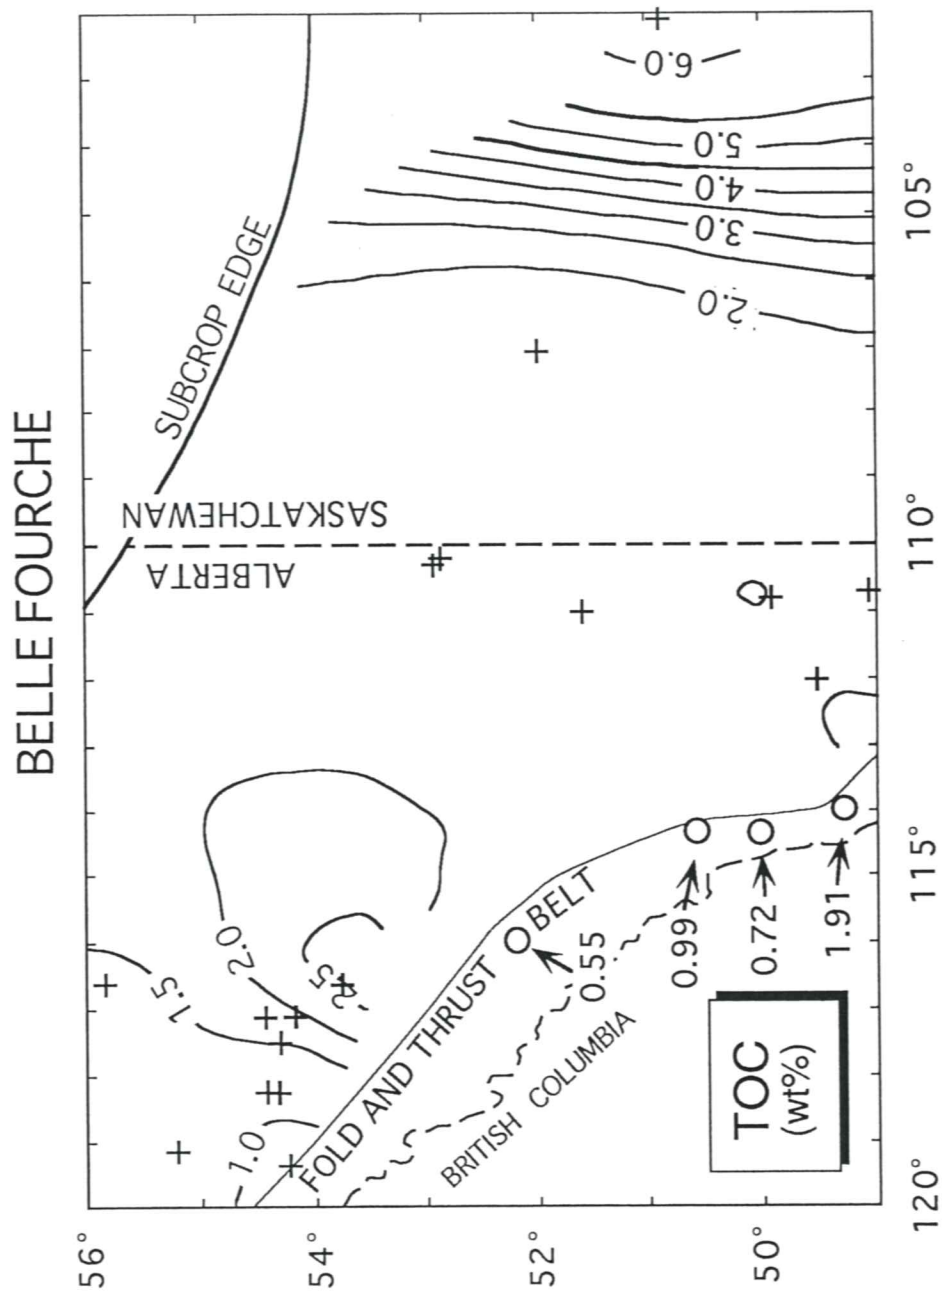 BELLE FOURCHE
SUBCROP EDGE
ALBERTA
SASKATCHEWAN
1.0
1.5
2.0
2.5
2.0
3.0
4.0
5.0
6.0
FOLD AND THRUST BELT
BRITISH COLUMBIA
0.55
0.99
0.72
1.91
TOC
(wt%)
56°
54°
52°
50°
120°
115°
110°
105°